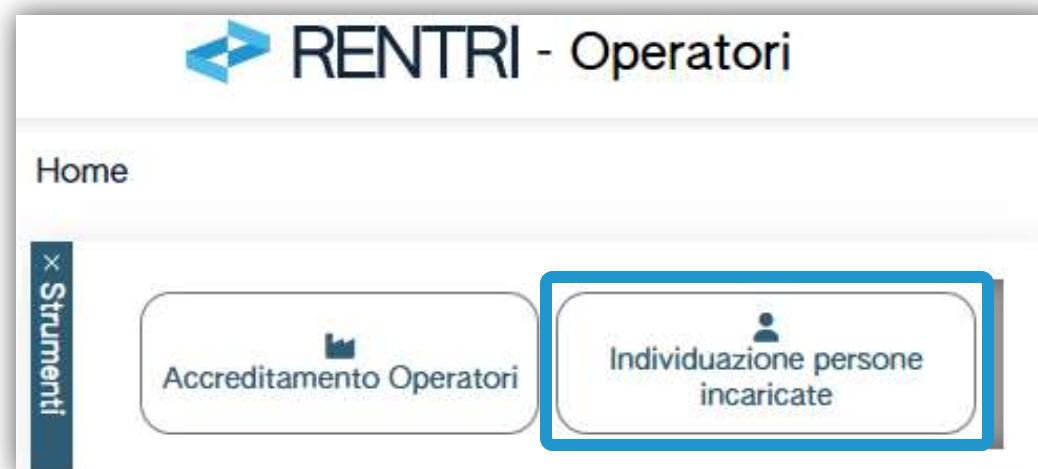 RENTRI - Operatori
Home
× Strumenti
Accreditamento Operatori
Individuazione persone
incaricate